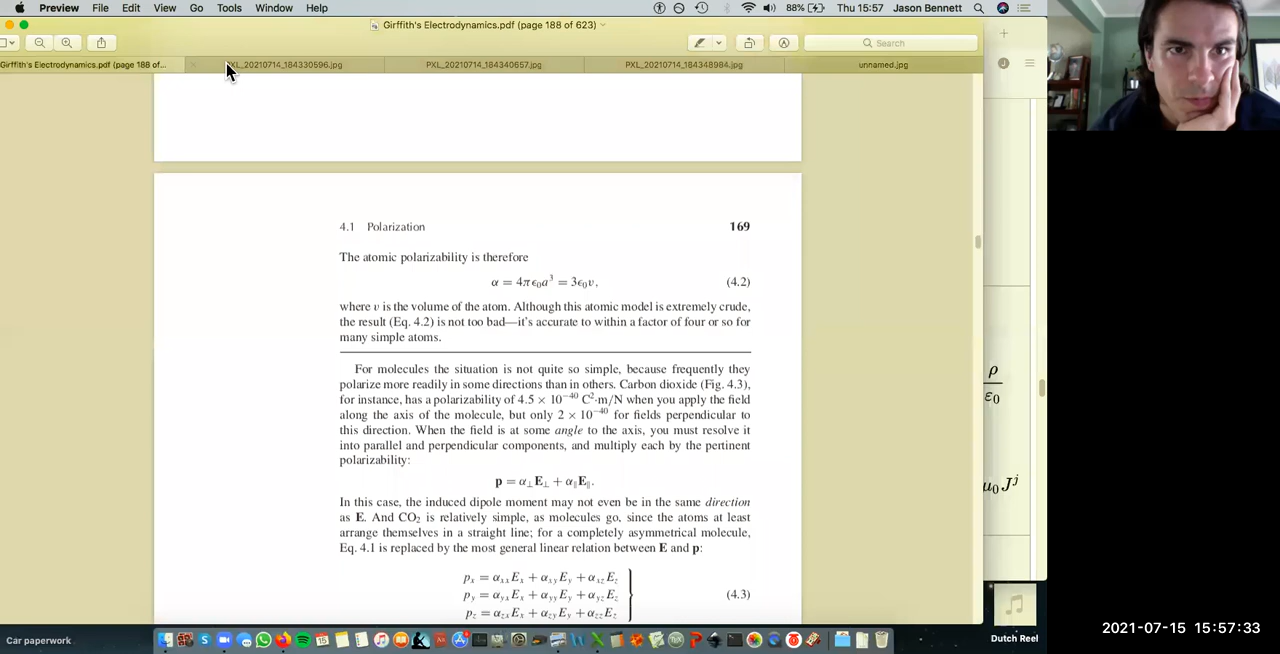 Preview File Edit View Go Tools Window Help 88% Thu 15:57 Jason Bennett
Girffith's Electrodynamics.pdf (page 188 of 623)
Search
Girffith's Electrodynamics.pdf (page 188 of... PXL_20210714_184330596.jpg PXL_20210714_184340657.jpg PXL_20210714_184348984.jpg unnamed.jpg
4.1 Polarization 169
The atomic polarizability is therefore
α = 4πϵ₀a³ = 3ϵ₀v, (4.2)
where v is the volume of the atom. Although this atomic model is extremely crude,
the result (Eq. 4.2) is not too bad—it's accurate to within a factor of four or so for
many simple atoms.
For molecules the situation is not quite so simple, because frequently they
polarize more readily in some directions than in others. Carbon dioxide (Fig. 4.3),
for instance, has a polarizability of 4.5 × 10⁻⁴⁰ C²·m/N when you apply the field
along the axis of the molecule, but only 2 × 10⁻⁴⁰ for fields perpendicular to
this direction. When the field is at some angle to the axis, you must resolve it
into parallel and perpendicular components, and multiply each by the pertinent
polarizability:
p = α⊥E⊥ + α∥E∥.
In this case, the induced dipole moment may not even be in the same direction
as E. And CO₂ is relatively simple, as molecules go, since the atoms at least
arrange themselves in a straight line; for a completely asymmetrical molecule,
Eq. 4.1 is replaced by the most general linear relation between E and p:
pₓ = αₓₓEₓ + αₓᵧEᵧ + αₓzEz
pᵧ = αᵧₓEₓ + αᵧᵧEᵧ + αᵧzEz (4.3)
pz = αzₓEₓ + αzᵧEᵧ + αzzEz
ρ
ε₀
μ₀Jʲ
Dutch Reel
Car paperwork
2021-07-15 15:57:33